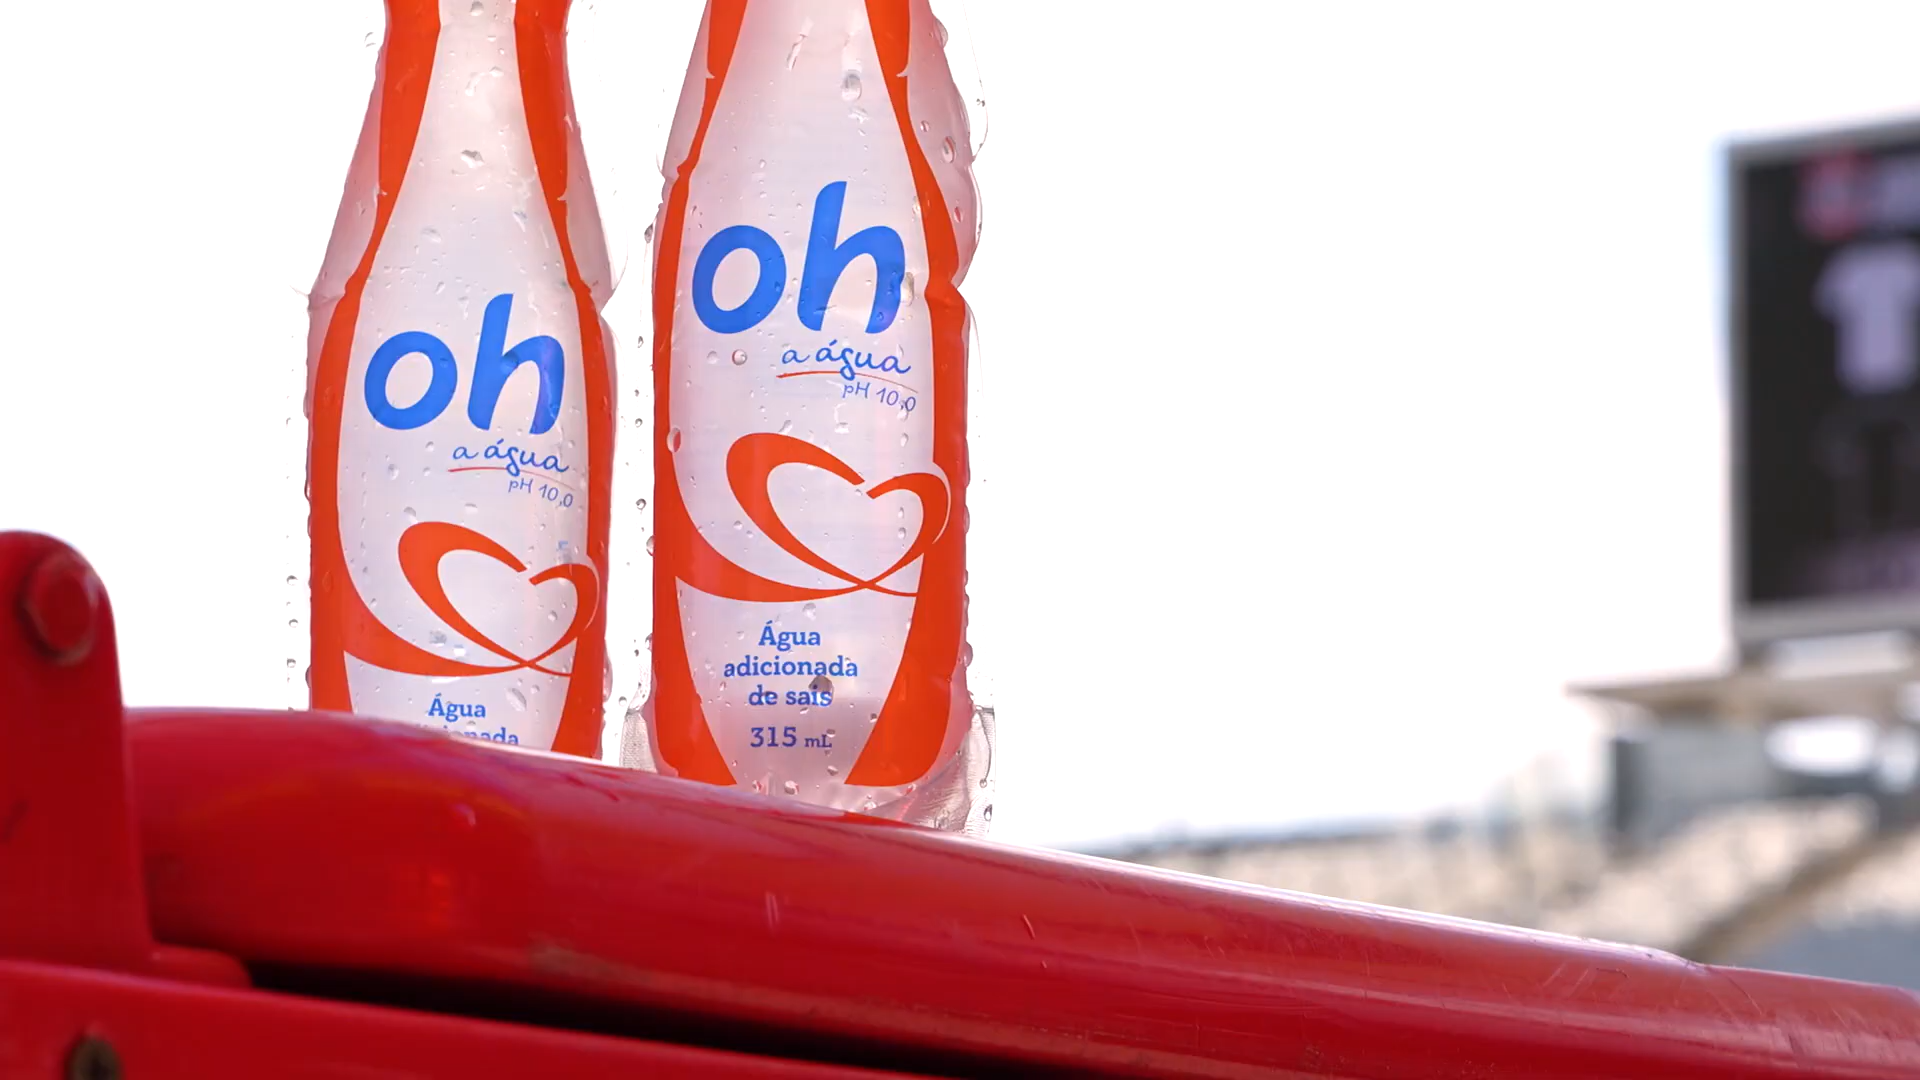 oh
a água
pH 10,0
Água
oh
a água
pH 10,0
Água
adicionada
de sais
315 mL